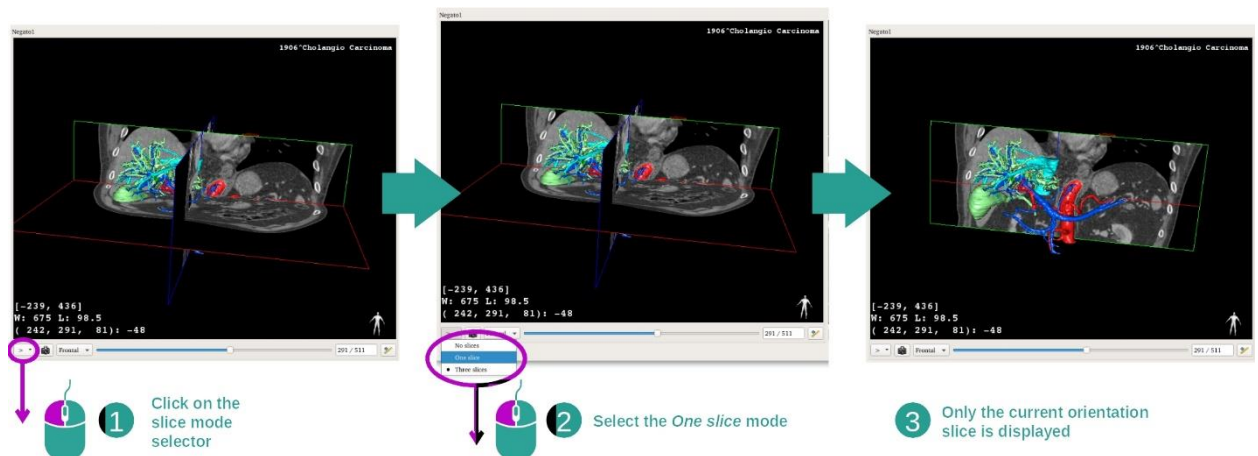 Negato1
1906^Cholangio Carcinoma
[-239, 436]
W: 675 L: 98.5
( 242, 291,  81): -48
Frontal
291 / 511
1
Click on the
slice mode
selector
Negato1
1906^Cholangio Carcinoma
[-239, 436]
W: 675 L: 98.5
( 242, 291,  81): -48
291 / 511
No slices
One slice
Three slices
2
Select the One slice mode
Negato1
1906^Cholangio Carcinoma
[-239, 436]
W: 675 L: 98.5
( 242, 291,  81): -48
Frontal
291 / 511
3
Only the current orientation
slice is displayed